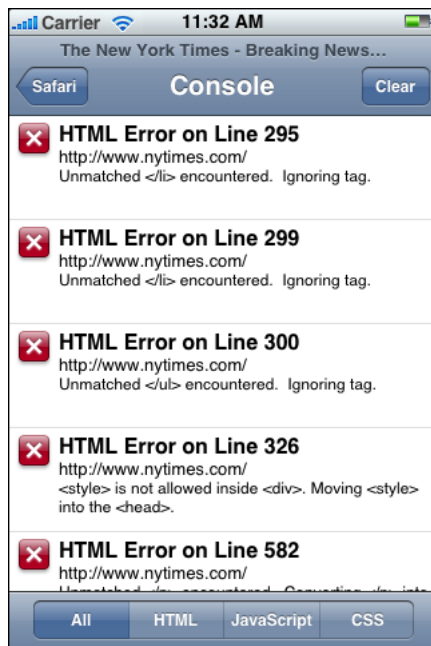 Carrier 11:32 AM
The New York Times - Breaking News…
Safari Console Clear
HTML Error on Line 295
http://www.nytimes.com/
Unmatched </li> encountered.  Ignoring tag.
HTML Error on Line 299
http://www.nytimes.com/
Unmatched </li> encountered.  Ignoring tag.
HTML Error on Line 300
http://www.nytimes.com/
Unmatched </ul> encountered.  Ignoring tag.
HTML Error on Line 326
http://www.nytimes.com/
<style> is not allowed inside <div>. Moving <style>
into the <head>.
HTML Error on Line 582
http://www.nytimes.com/
All HTML JavaScript CSS